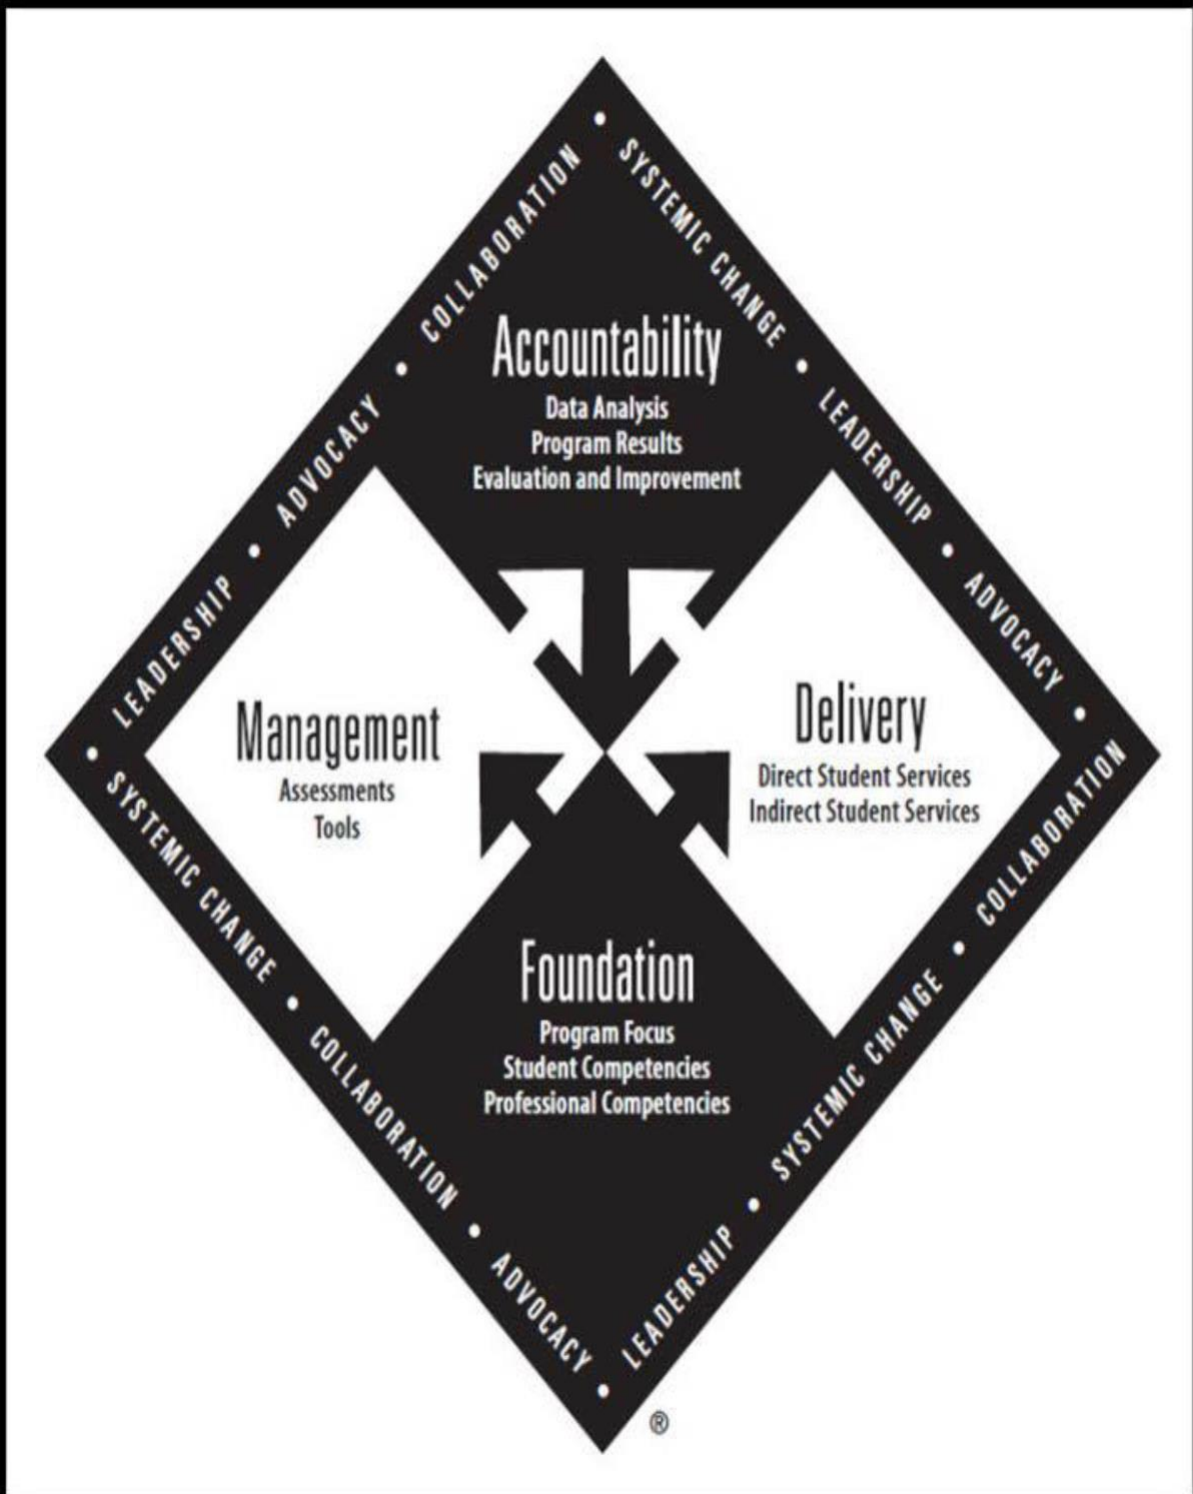 • COLLABORATION
• ADVOCACY
• LEADERSHIP
SYSTEMIC CHANGE •
LEADERSHIP •
ADVOCACY •
Accountability
Data Analysis
Program Results
Evaluation and Improvement
Management
Assessments
Tools
Delivery
Direct Student Services
Indirect Student Services
Foundation
Program Focus
Student Competencies
Professional Competencies
• SYSTEMIC CHANGE
• COLLABORATION
• ADVOCACY •
LEADERSHIP •
SYSTEMIC CHANGE •
COLLABORATION
®